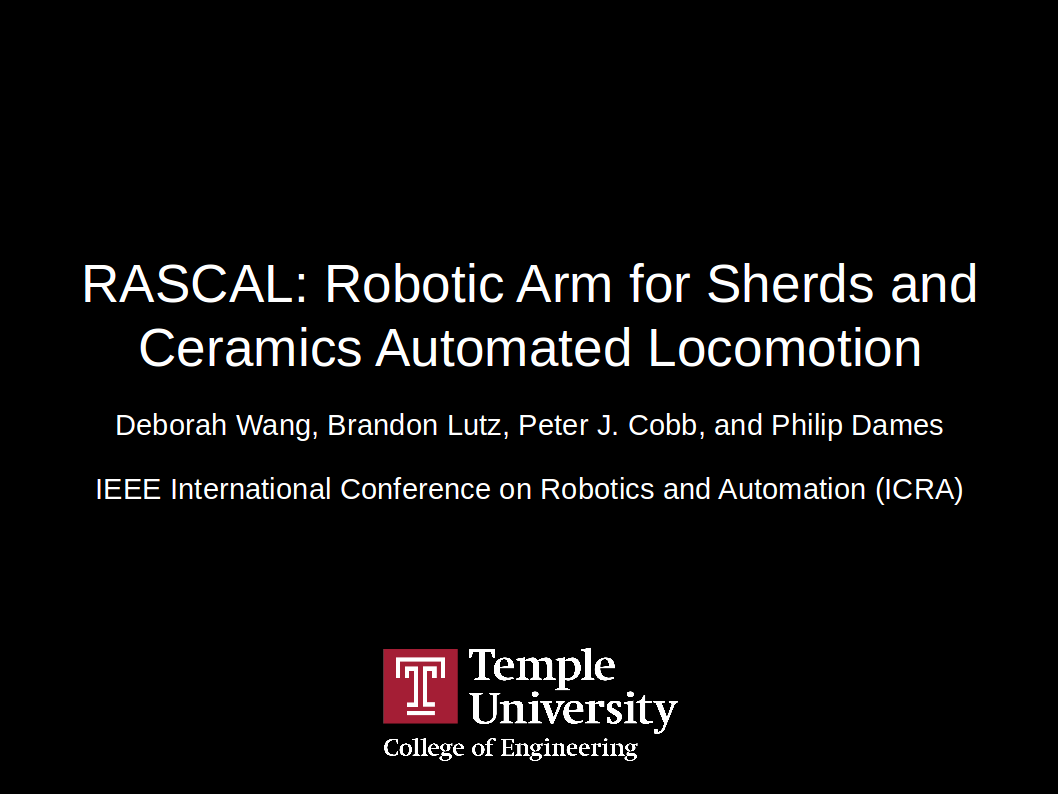 RASCAL: Robotic Arm for Sherds and
Ceramics Automated Locomotion
Deborah Wang, Brandon Lutz, Peter J. Cobb, and Philip Dames
IEEE International Conference on Robotics and Automation (ICRA)
T
Temple
University
College of Engineering